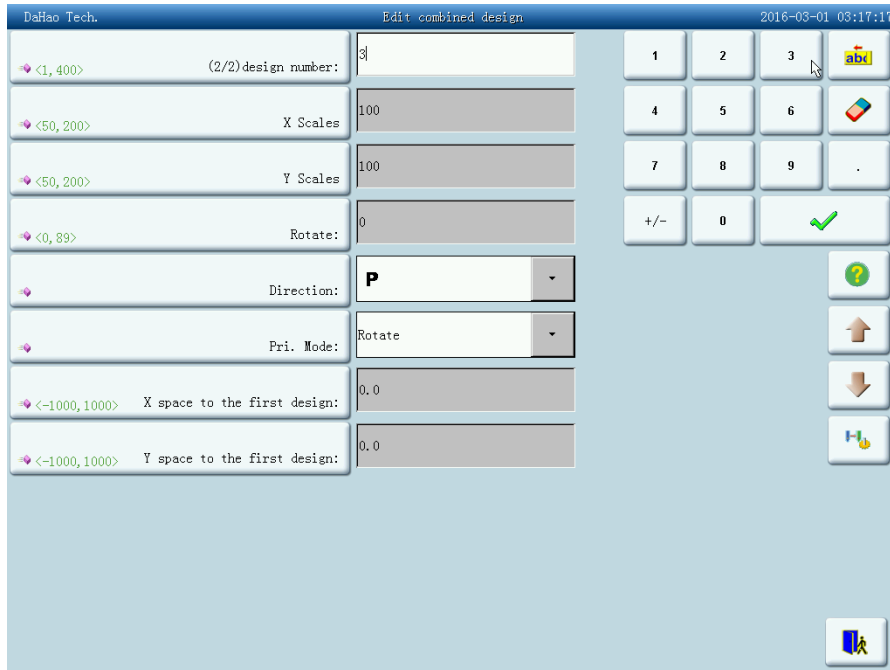 DaHao Tech. Edit combined design 2016-03-01 03:17:17
<1, 400> (2/2)design number: 3
<50, 200> X Scales 100
<50, 200> Y Scales 100
<0, 89> Rotate: 0
Direction: P
Pri. Mode: Rotate
<-1000, 1000> X space to the first design: 0.0
<-1000, 1000> Y space to the first design: 0.0
1 2 3 abc
4 5 6
7 8 9 .
+/- 0
?